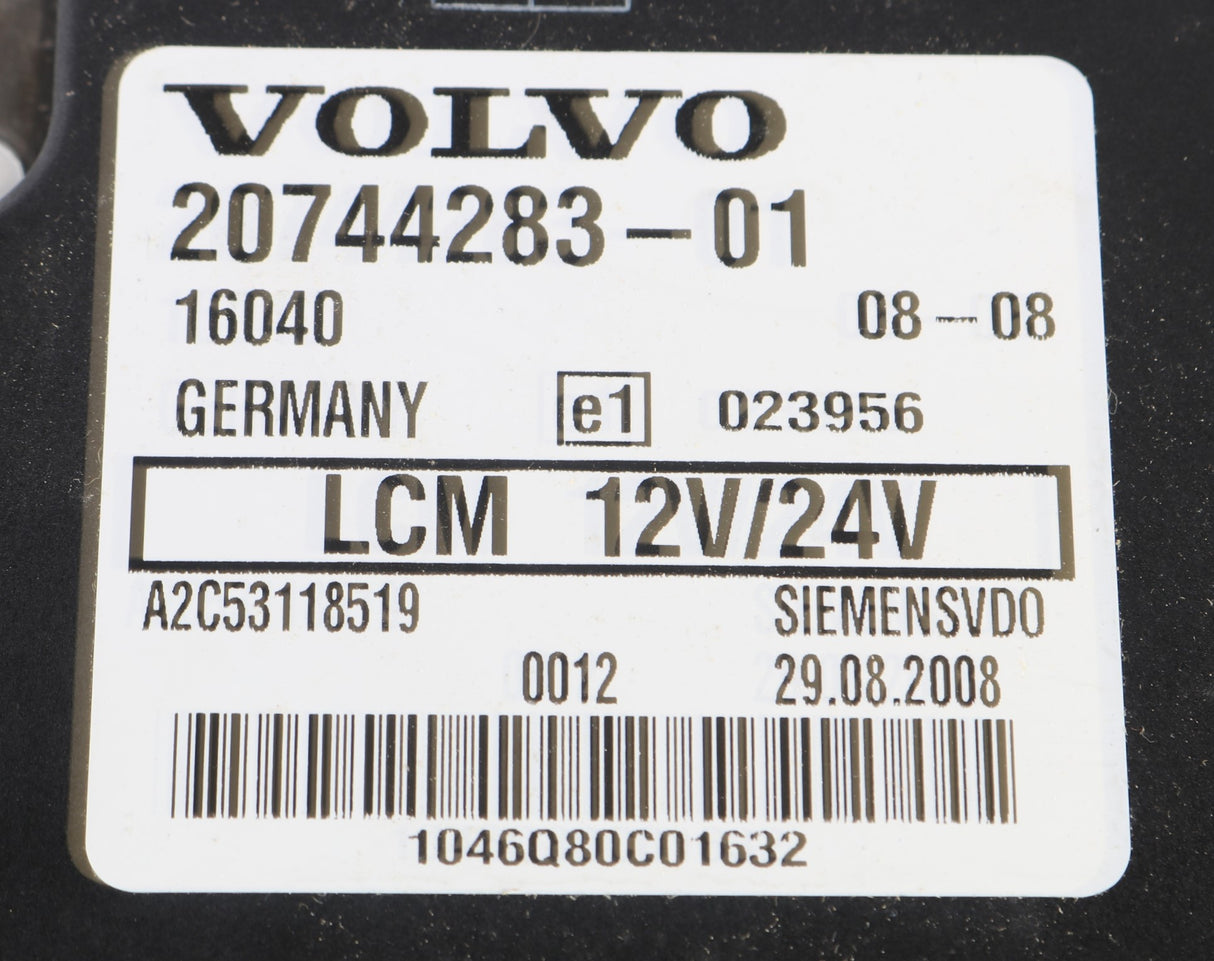 VOLVO
20744283-01
16040 08-08
GERMANY e1 023956
LCM 12V/24V
A2C53118519 SIEMENSVDO
0012 29.08.2008
1046Q80C01632